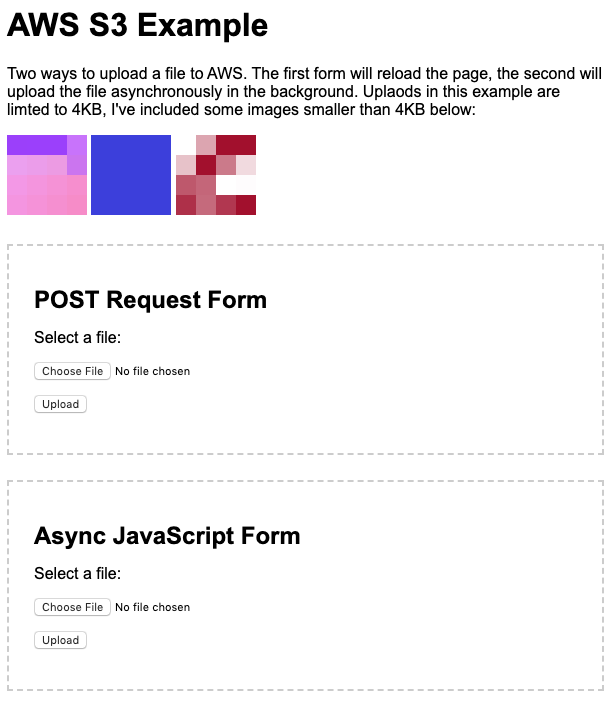 AWS S3 Example
Two ways to upload a file to AWS. The first form will reload the page, the second will
upload the file asynchronously in the background. Uplaods in this example are
limted to 4KB, I've included some images smaller than 4KB below:
POST Request Form
Select a file:
Choose File No file chosen
Upload
Async JavaScript Form
Select a file:
Choose File No file chosen
Upload